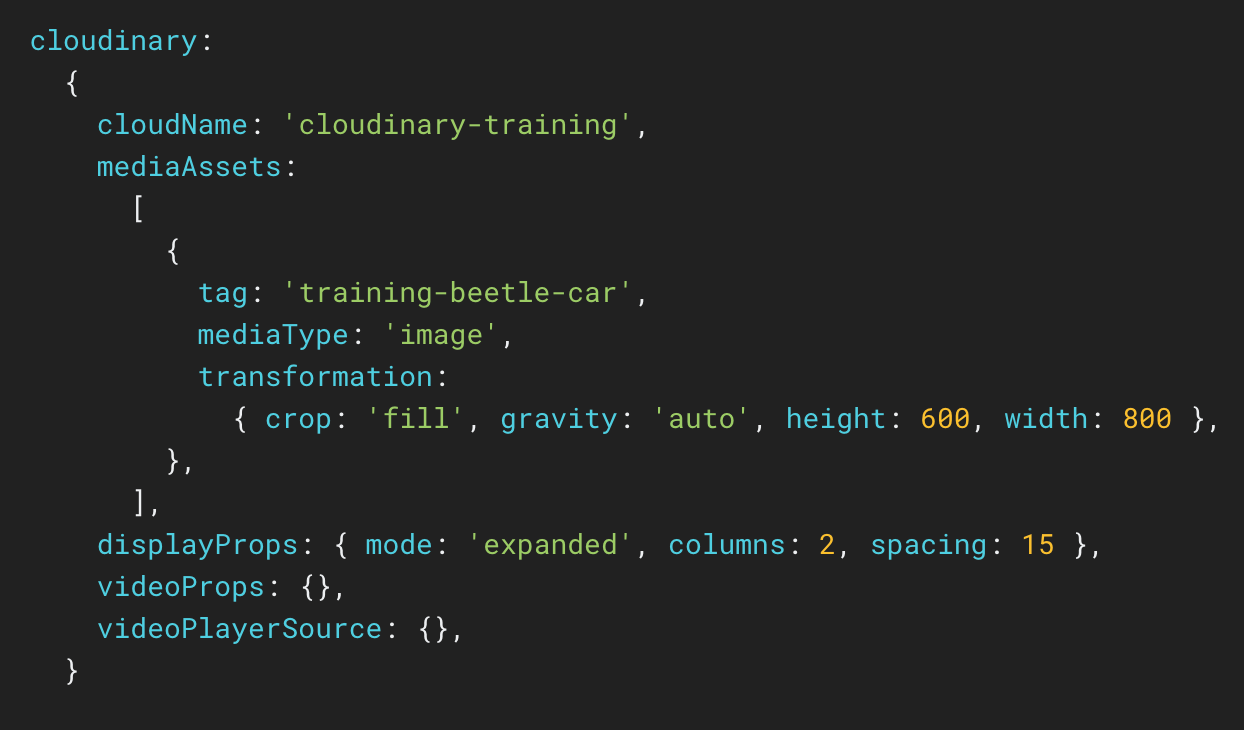 cloudinary:
{
cloudName: 'cloudinary-training',
mediaAssets:
[
{
tag: 'training-beetle-car',
mediaType: 'image',
transformation:
{ crop: 'fill', gravity: 'auto', height: 600, width: 800 },
},
],
displayProps: { mode: 'expanded', columns: 2, spacing: 15 },
videoProps: {},
videoPlayerSource: {},
}